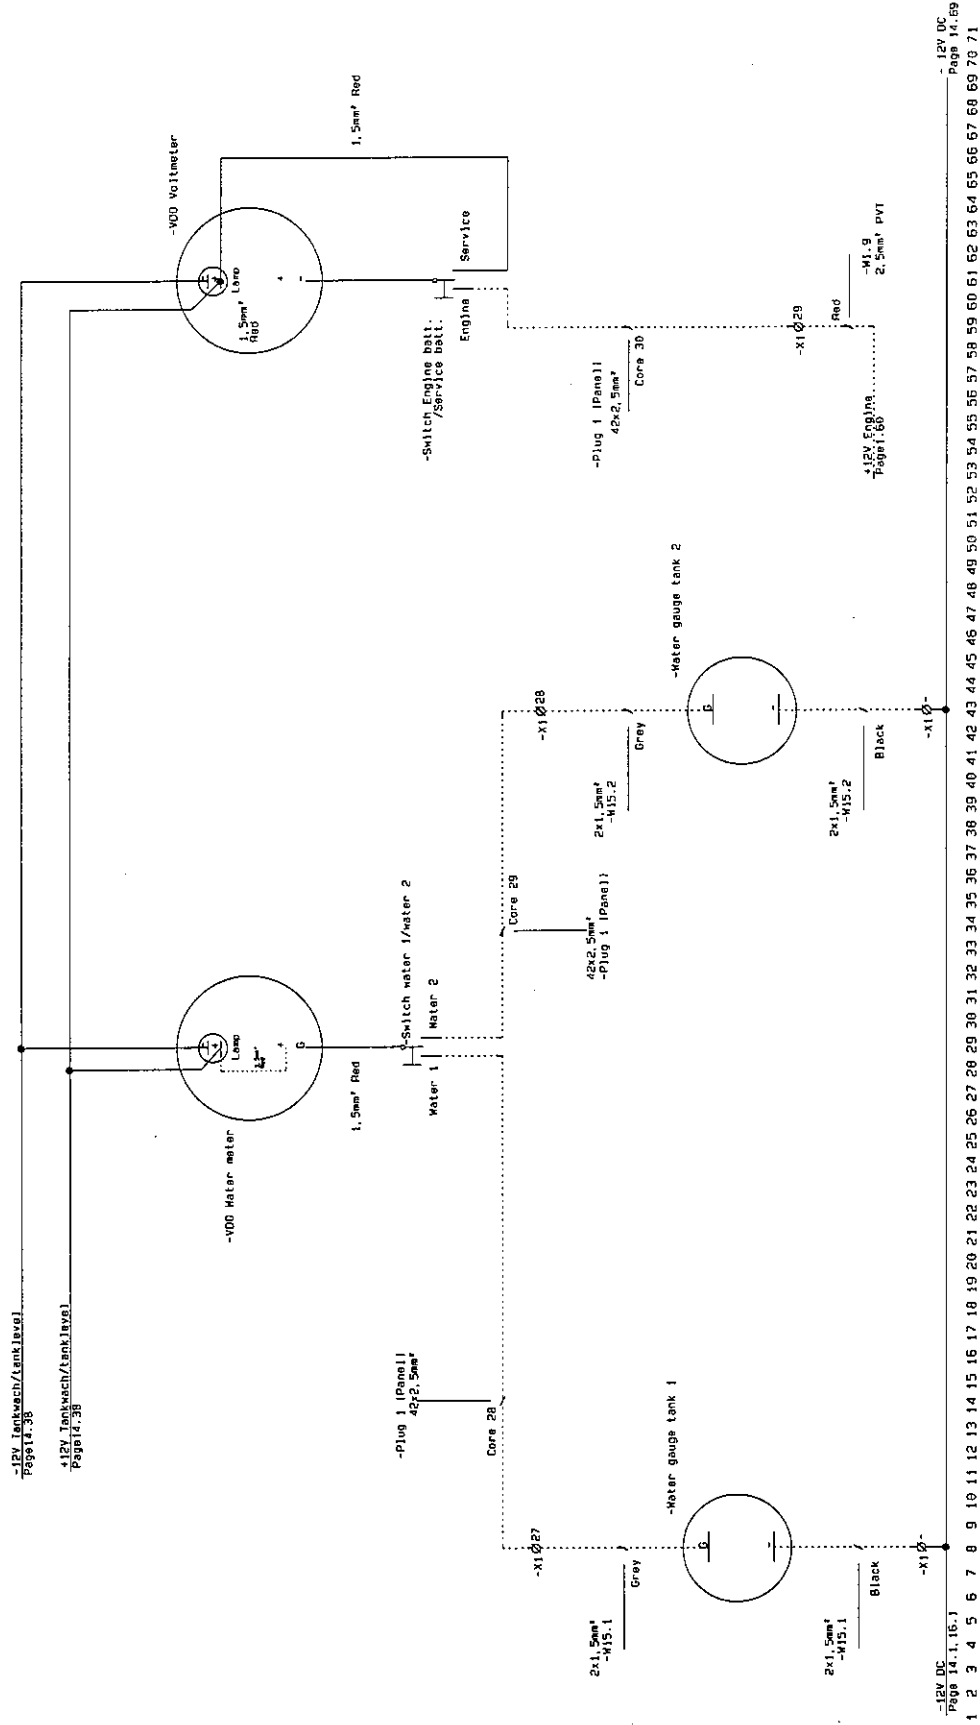 -12V Tankwach/tanklevel
Page14.38
+12V Tankwach/tanklevel
Page14.38
-VDO Water meter
Lamp
+
G
1,5mm² Red
-Switch water 1/water 2
Water 1
Water 2
-VDO Voltmeter
Lamp
1,5mm²
Red
+
-
1,5mm² Red
-Switch Engine batt.
/Service batt.
Engine
Service
-Plug 1 (Panel)
42x2,5mm²
Core 28
Core 29
42x2,5mm²
-Plug 1 (Panel)
-Plug 1 (Panel)
42x2,5mm²
Core 30
-X1 27
2x1,5mm²
-W15.1
Grey
-Water gauge tank 1
G
-
2x1,5mm²
-W15.1
Black
-X1 -
-X1 28
2x1,5mm²
-W15.2
Grey
-Water gauge tank 2
G
-
2x1,5mm²
-W15.2
Black
-X1 -
-X1 29
Red
-W1.9
2,5mm² PVT
+12V Engine
Page1.60
-12V DC
Page 14.1,16.1
- 12V DC
Page 14.69
1 2 3 4 5 6 7 8 9 10 11 12 13 14 15 16 17 18 19 20 21 22 23 24 25 26 27 28 29 30 31 32 33 34 35 36 37 38 39 40 41 42 43 44 45 46 47 48 49 50 51 52 53 54 55 56 57 58 59 60 61 62 63 64 65 66 67 68 69 70 71